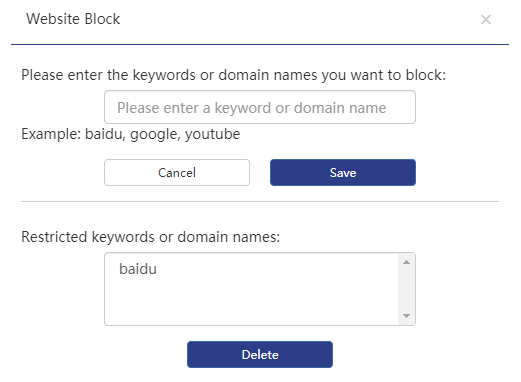 Website Block
Please enter the keywords or domain names you want to block:
Please enter a keyword or domain name
Example: baidu, google, youtube
Cancel
Save
Restricted keywords or domain names:
baidu
Delete